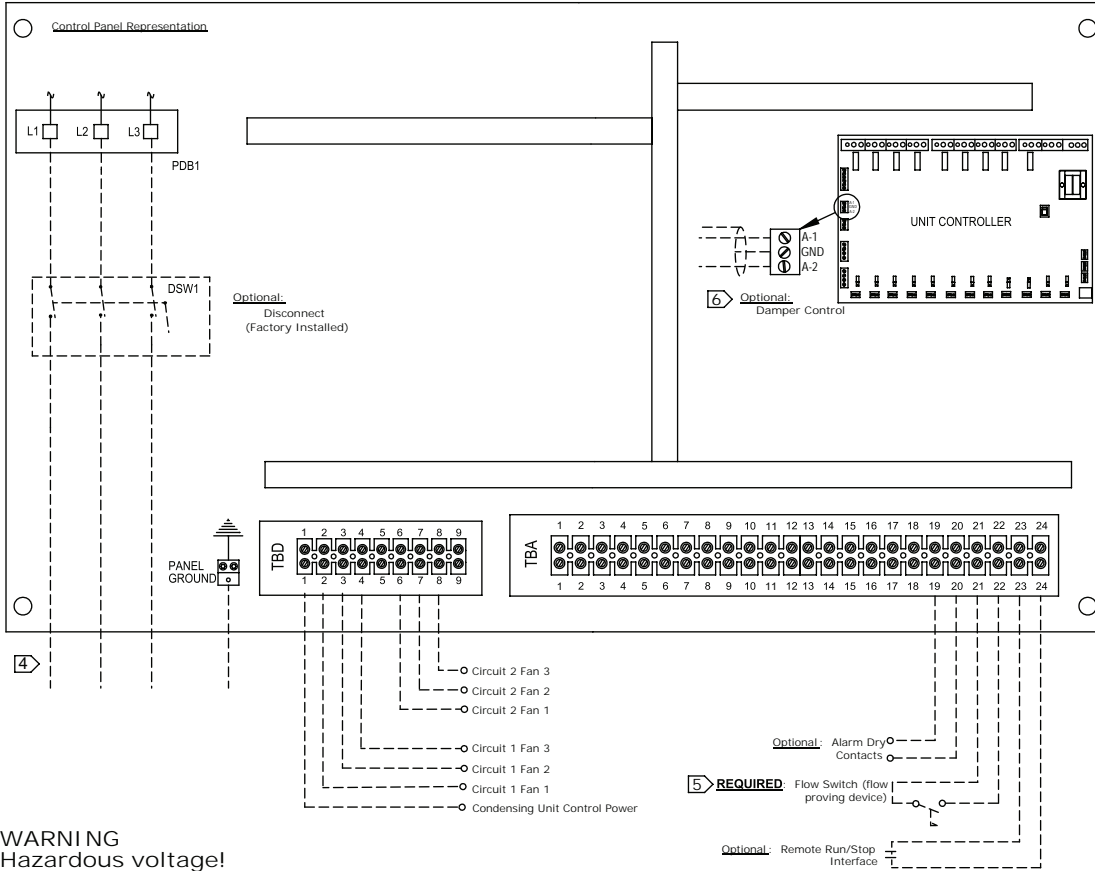 Control Panel Representation
L1
L2
L3
PDB1
UNIT CONTROLLER
A-1
GND
A-2
6
Optional:
Damper Control
DSW1
Optional:
Disconnect
(Factory Installed)
PANEL
GROUND
TBD
1 2 3 4 5 6 7 8 9
1 2 3 4 5 6 7 8 9
TBA
1 2 3 4 5 6 7 8 9 10 11 12 13 14 15 16 17 18 19 20 21 22 23 24
1 2 3 4 5 6 7 8 9 10 11 12 13 14 15 16 17 18 19 20 21 22 23 24
4
Circuit 2 Fan 3
Circuit 2 Fan 2
Circuit 2 Fan 1
Circuit 1 Fan 3
Circuit 1 Fan 2
Circuit 1 Fan 1
Condensing Unit Control Power
Optional: Alarm Dry
Contacts
5
REQUIRED: Flow Switch (flow
proving device)
Optional: Remote Run/Stop
Interface
WARNING
Hazardous voltage!